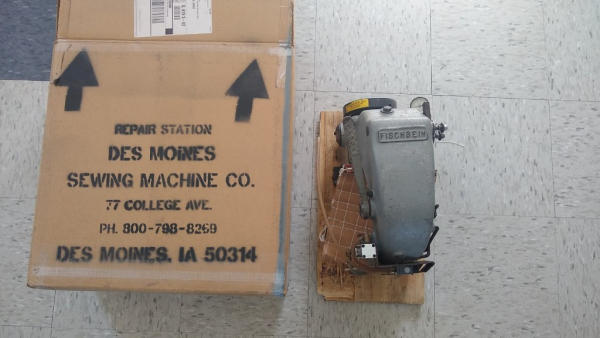 REPAIR STATION
DES MOINES
SEWING MACHINE CO.
77 COLLEGE AVE.
PH. 800-798-8269
DES MOINES, IA 50314
FISCHBEIN